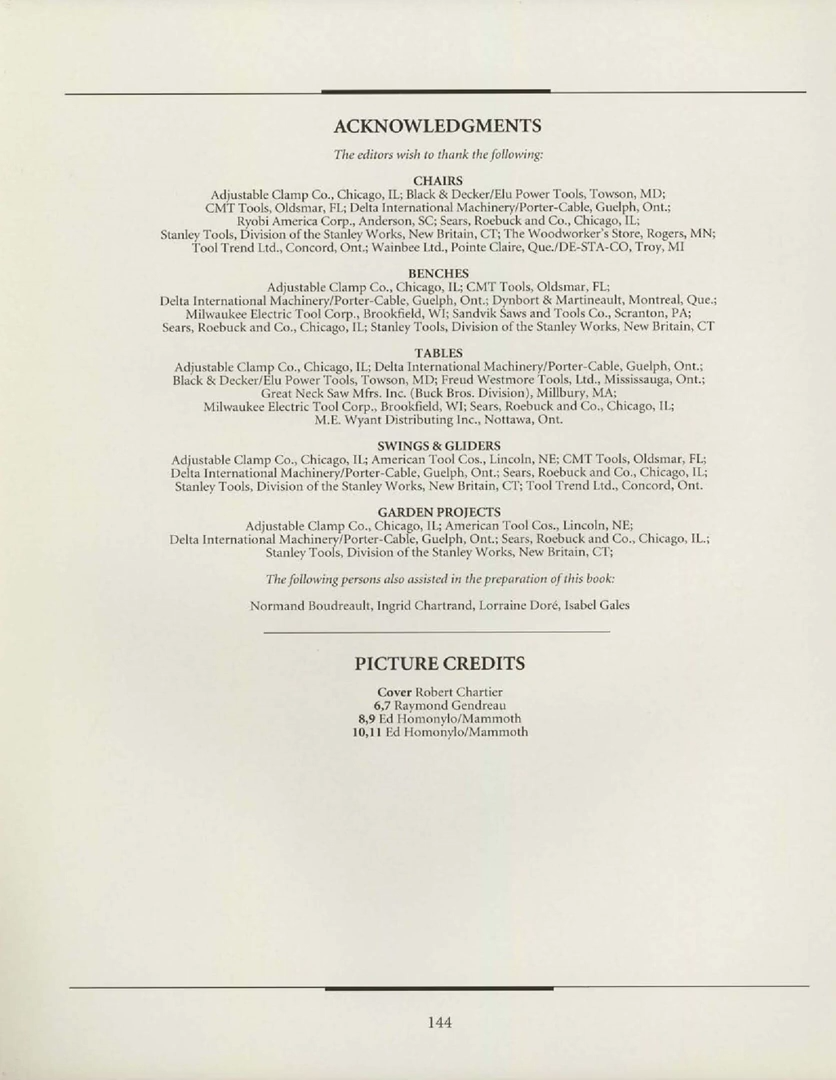 ACKNOWLEDGMENTS
The editors wish to thank the following:
CHAIRS
Adjustable Clamp Co., Chicago, IL; Black & Decker/Elu Power Tools, Towson, MD;
CMT Tools, Oldsmar, FL; Delta International Machinery/Porter-Cable, Guelph, Ont.;
Ryobi America Corp., Anderson, SC; Sears, Roebuck and Co., Chicago, IL;
Stanley Tools, Division of the Stanley Works, New Britain, CT; The Woodworker's Store, Rogers, MN;
Tool Trend Ltd., Concord, Ont.; Wainbee Ltd., Pointe Claire, Que./DE-STA-CO, Troy, MI
BENCHES
Adjustable Clamp Co., Chicago, IL; CMT Tools, Oldsmar, FL;
Delta International Machinery/Porter-Cable, Guelph, Ont.; Dynbort & Martineault, Montreal, Que.;
Milwaukee Electric Tool Corp., Brookfield, WI; Sandvik Saws and Tools Co., Scranton, PA;
Sears, Roebuck and Co., Chicago, IL; Stanley Tools, Division of the Stanley Works, New Britain, CT
TABLES
Adjustable Clamp Co., Chicago, IL; Delta International Machinery/Porter-Cable, Guelph, Ont.;
Black & Decker/Elu Power Tools, Towson, MD; Freud Westmore Tools, Ltd., Mississauga, Ont.;
Great Neck Saw Mfrs. Inc. (Buck Bros. Division), Millbury, MA;
Milwaukee Electric Tool Corp., Brookfield, WI; Sears, Roebuck and Co., Chicago, IL;
M.E. Wyant Distributing Inc., Nottawa, Ont.
SWINGS & GLIDERS
Adjustable Clamp Co., Chicago, IL; American Tool Cos., Lincoln, NE; CMT Tools, Oldsmar, FL;
Delta International Machinery/Porter-Cable, Guelph, Ont.; Sears, Roebuck and Co., Chicago, IL;
Stanley Tools, Division of the Stanley Works, New Britain, CT; Tool Trend Ltd., Concord, Ont.
GARDEN PROJECTS
Adjustable Clamp Co., Chicago, IL; American Tool Cos., Lincoln, NE;
Delta International Machinery/Porter-Cable, Guelph, Ont.; Sears, Roebuck and Co., Chicago, IL.;
Stanley Tools, Division of the Stanley Works, New Britain, CT;
The following persons also assisted in the preparation of this book:
Normand Boudreault, Ingrid Chartrand, Lorraine Doré, Isabel Gales
PICTURE CREDITS
Cover Robert Chartier
6,7 Raymond Gendreau
8,9 Ed Homonylo/Mammoth
10,11 Ed Homonylo/Mammoth
144